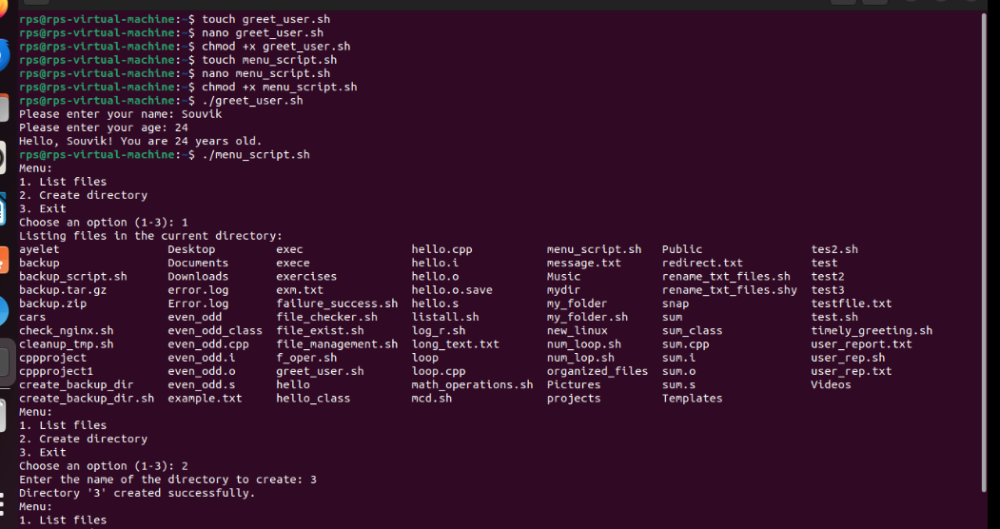 rps@rps-virtual-machine:~$ touch greet_user.sh
rps@rps-virtual-machine:~$ nano greet_user.sh
rps@rps-virtual-machine:~$ chmod +x greet_user.sh
rps@rps-virtual-machine:~$ touch menu_script.sh
rps@rps-virtual-machine:~$ nano menu_script.sh
rps@rps-virtual-machine:~$ chmod +x menu_script.sh
rps@rps-virtual-machine:~$ ./greet_user.sh
Please enter your name: Souvik
Please enter your age: 24
Hello, Souvik! You are 24 years old.
rps@rps-virtual-machine:~$ ./menu_script.sh
Menu:
1. List files
2. Create directory
3. Exit
Choose an option (1-3): 1
Listing files in the current directory:
ayelet Desktop exec hello.cpp menu_script.sh Public tes2.sh
backup Documents exece hello.i message.txt redirect.txt test
backup_script.sh Downloads exercises hello.o Music rename_txt_files.sh test2
backup.tar.gz error.log exm.txt hello.o.save mydir rename_txt_files.shy test3
backup.zip Error.log failure_success.sh hello.s my_folder snap testfile.txt
cars even_odd file_checker.sh listall.sh my_folder.sh sum test.sh
check_nginx.sh even_odd_class file_exist.sh log_r.sh new_linux sum_class timely_greeting.sh
cleanup_tmp.sh even_odd.cpp file_management.sh long_text.txt num_loop.sh sum.cpp user_report.txt
cppproject even_odd.i f_oper.sh loop num_lop.sh sum.i user_rep.sh
cppproject1 even_odd.o greet_user.sh loop.cpp organized_files sum.o user_rep.txt
create_backup_dir even_odd.s hello math_operations.sh Pictures sum.s Videos
create_backup_dir.sh example.txt hello_class mcd.sh projects Templates
Menu:
1. List files
2. Create directory
3. Exit
Choose an option (1-3): 2
Enter the name of the directory to create: 3
Directory '3' created successfully.
Menu:
1. List files